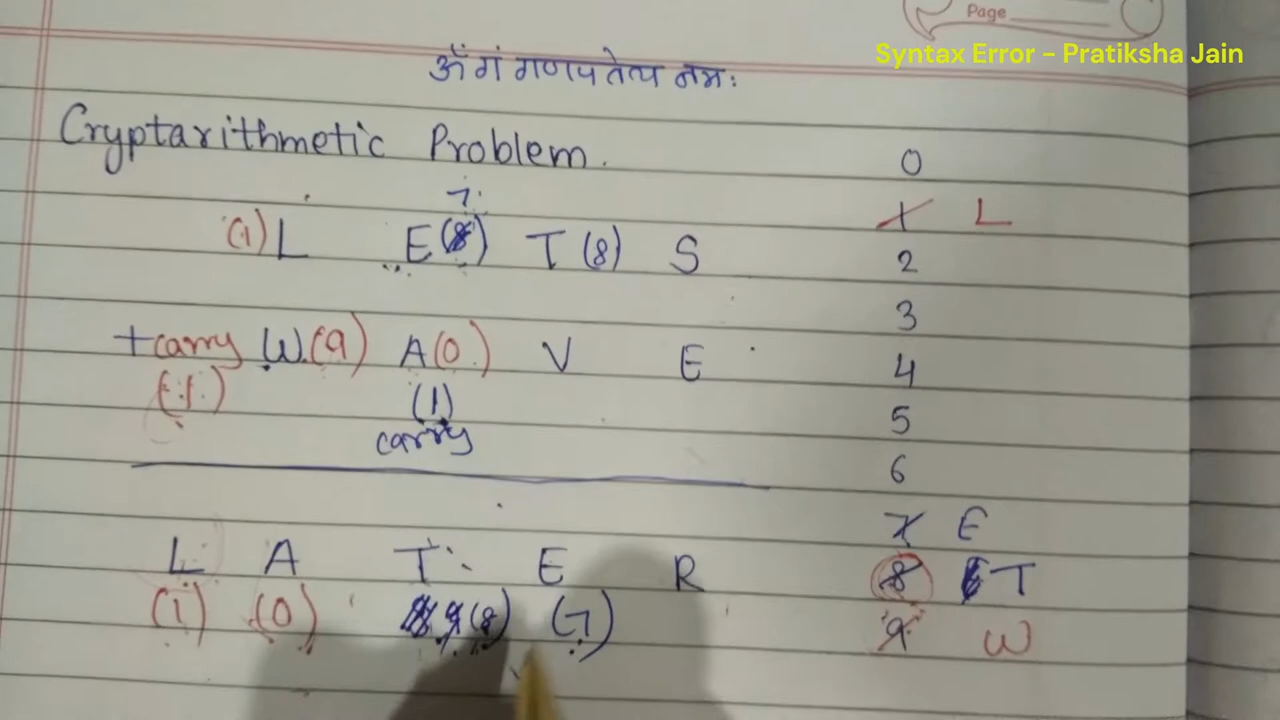 Page
Syntax Error - Pratiksha Jain
ॐ गं गणपतेय नमः
Cryptarithmetic Problem.
0
7
(1) L E(8) T (8) S
1 L
2
3
+carry W(9) A(0) V E
(1) (1)
carry
4
5
6
7 E
L A T E R
8 T
(1) (0) (8) (7)
9 W